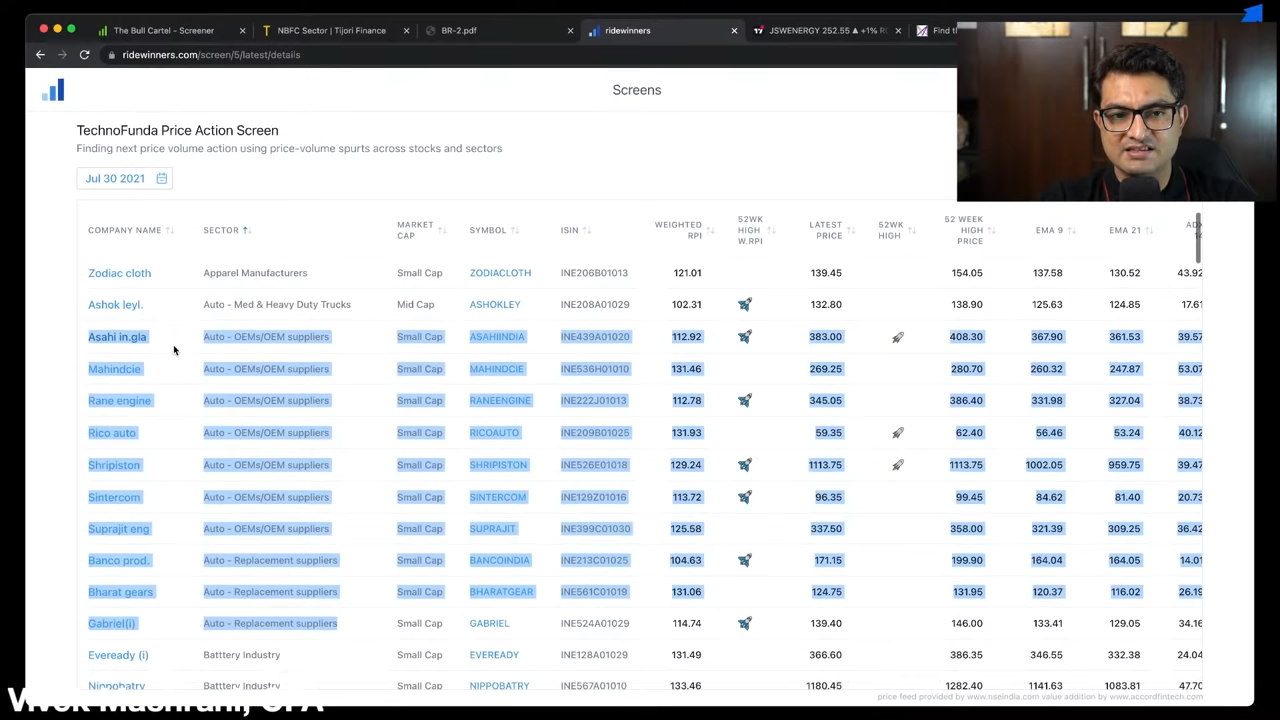 The Bull Cartel - Screener
NBFC Sector | Tijori Finance
BR-2.pdf
ridewinners
JSWENERGY 252.55 ▲ +1%
Find th
ridewinners.com/screen/5/latest/details
Screens
TechnoFunda Price Action Screen
Finding next price volume action using price-volume spurts across stocks and sectors
Jul 30 2021
COMPANY NAME SECTOR MARKET CAP SYMBOL ISIN WEIGHTED RPI 52WK HIGH W.RPI LATEST PRICE 52WK HIGH 52 WEEK HIGH PRICE EMA 9 EMA 21
Zodiac cloth Apparel Manufacturers Small Cap ZODIACLOTH INE206B01013 121.01 139.45 154.05 137.58 130.52 43.92
Ashok leyl. Auto - Med & Heavy Duty Trucks Mid Cap ASHOKLEY INE208A01029 102.31 132.80 138.90 125.63 124.85 17.61
Asahi in.gla Auto - OEMs/OEM suppliers Small Cap ASAHIINDIA INE439A01020 112.92 383.00 408.30 367.90 361.53 39.57
Mahindcie Auto - OEMs/OEM suppliers Small Cap MAHINDCIE INE536H01010 131.46 269.25 280.70 260.32 247.87 53.07
Rane engine Auto - OEMs/OEM suppliers Small Cap RANEENGINE INE222J01013 112.78 345.05 386.40 331.98 327.04 38.73
Rico auto Auto - OEMs/OEM suppliers Small Cap RICOAUTO INE209B01025 131.93 59.35 62.40 56.46 53.24 40.12
Shripiston Auto - OEMs/OEM suppliers Small Cap SHRIPISTON INE526E01018 129.24 1113.75 1113.75 1002.05 959.75 39.47
Sintercom Auto - OEMs/OEM suppliers Small Cap SINTERCOM INE129Z01016 113.72 96.35 99.45 84.62 81.40 20.73
Suprajit eng Auto - OEMs/OEM suppliers Small Cap SUPRAJIT INE399C01030 125.58 337.50 358.00 321.39 309.25 36.42
Banco prod. Auto - Replacement suppliers Small Cap BANCOINDIA INE213C01025 104.63 171.15 199.90 164.04 164.05 14.01
Bharat gears Auto - Replacement suppliers Small Cap BHARATGEAR INE561C01019 131.06 124.75 131.95 120.37 116.02 26.19
Gabriel(i) Auto - Replacement suppliers Small Cap GABRIEL INE524A01029 114.74 139.40 146.00 133.41 129.05 34.16
Eveready (i) Batttery Industry Small Cap EVEREADY INE128A01029 131.49 366.60 386.35 346.55 332.38 24.04
Nippobatry Batttery Industry Small Cap NIPPOBATRY INE567A01010 133.46 1180.45 1282.40 1141.63 1083.81 47.70
price feed provided by www.nseindia.com value addition by www.accordfintech.com